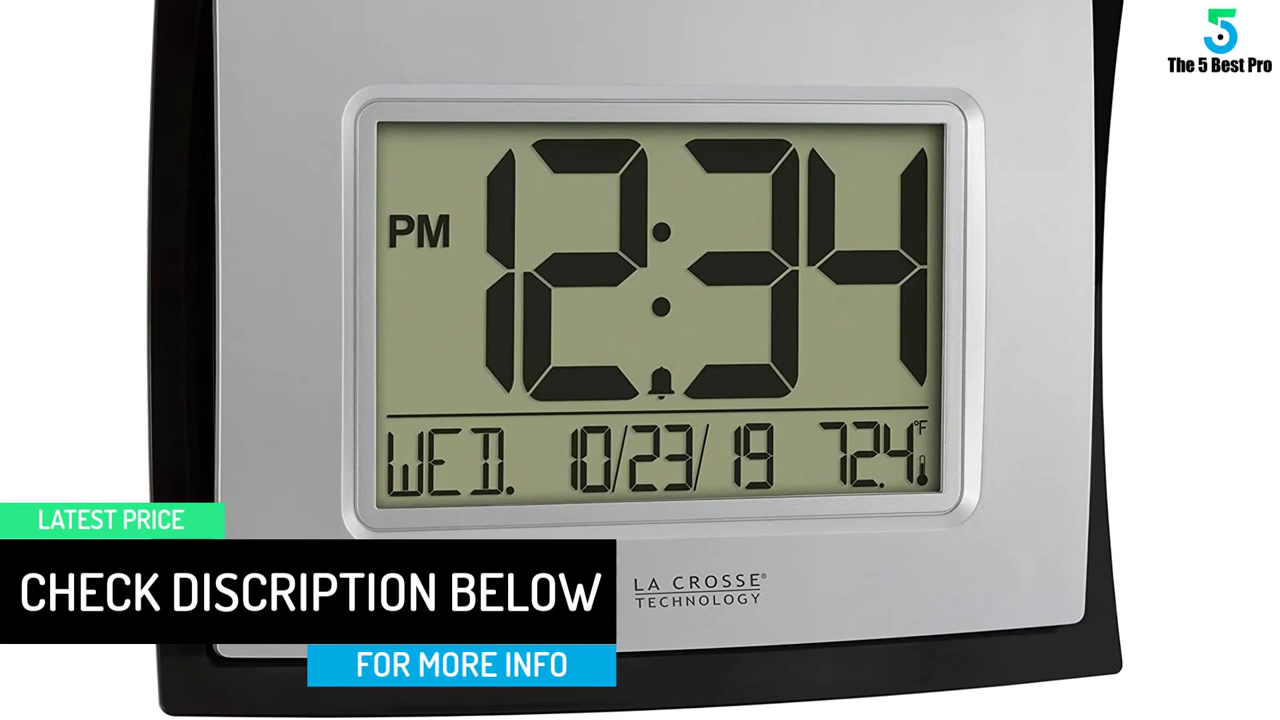 5
The 5 Best Pro
PM 12:34
WED. 10/23/19 72.4°F
LATEST PRICE
CHECK DISCRIPTION BELOW
FOR MORE INFO
LA CROSSE®
TECHNOLOGY